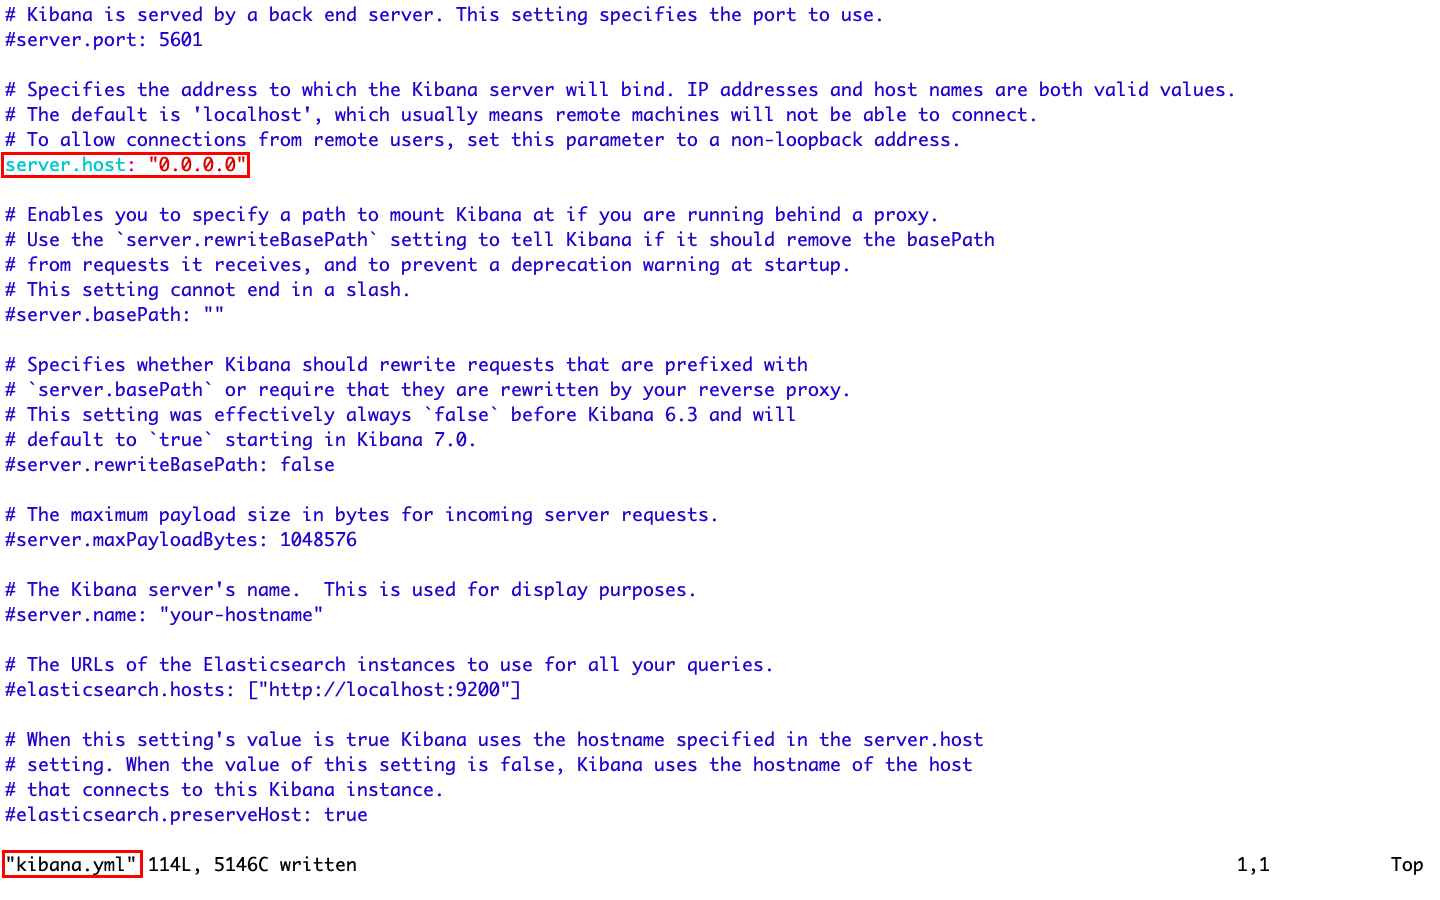 # Kibana is served by a back end server. This setting specifies the port to use.
#server.port: 5601
# Specifies the address to which the Kibana server will bind. IP addresses and host names are both valid values.
# The default is 'localhost', which usually means remote machines will not be able to connect.
# To allow connections from remote users, set this parameter to a non-loopback address.
server.host: "0.0.0.0"
# Enables you to specify a path to mount Kibana at if you are running behind a proxy.
# Use the `server.rewriteBasePath` setting to tell Kibana if it should remove the basePath
# from requests it receives, and to prevent a deprecation warning at startup.
# This setting cannot end in a slash.
#server.basePath: ""
# Specifies whether Kibana should rewrite requests that are prefixed with
# `server.basePath` or require that they are rewritten by your reverse proxy.
# This setting was effectively always `false` before Kibana 6.3 and will
# default to `true` starting in Kibana 7.0.
#server.rewriteBasePath: false
# The maximum payload size in bytes for incoming server requests.
#server.maxPayloadBytes: 1048576
# The Kibana server's name.  This is used for display purposes.
#server.name: "your-hostname"
# The URLs of the Elasticsearch instances to use for all your queries.
#elasticsearch.hosts: ["http://localhost:9200"]
# When this setting's value is true Kibana uses the hostname specified in the server.host
# setting. When the value of this setting is false, Kibana uses the hostname of the host
# that connects to this Kibana instance.
#elasticsearch.preserveHost: true
"kibana.yml" 114L, 5146C written 1,1 Top